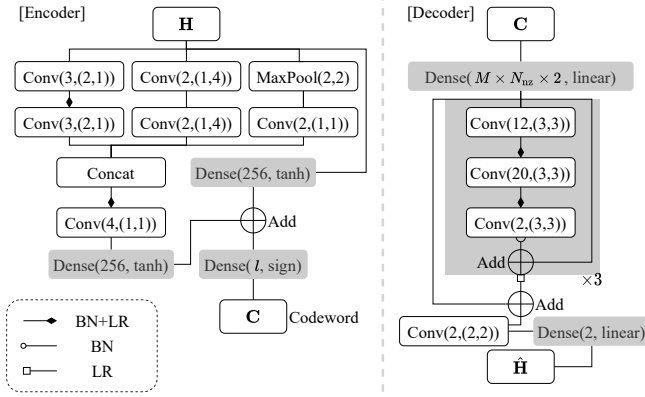 [Encoder]
H
Conv(3,(2,1))
Conv(2,(1,4))
MaxPool(2,2)
Conv(3,(2,1))
Conv(2,(1,4))
Conv(2,(1,1))
Concat
Dense(256, tanh)
Conv(4,(1,1))
Add
Dense(256, tanh)
Dense( l, sign)
C
Codeword
BN+LR
BN
LR
[Decoder]
C
Dense( M × N_nz × 2 , linear)
Conv(12,(3,3))
Conv(20,(3,3))
Conv(2,(3,3))
Add
×3
Add
Conv(2,(2,2))
Dense(2, linear)
Ĥ